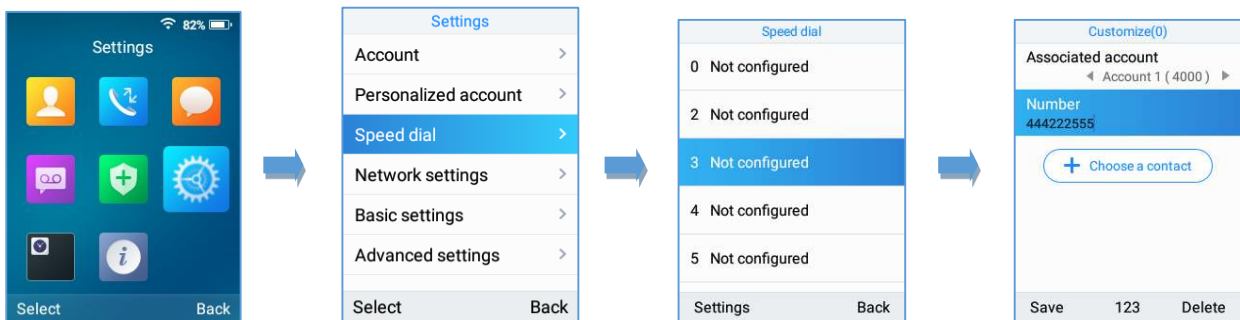 82%
Settings
Select Back
Settings
Account
Personalized account
Speed dial
Network settings
Basic settings
Advanced settings
Select Back
Speed dial
0 Not configured
2 Not configured
3 Not configured
4 Not configured
5 Not configured
Settings Back
Customize(0)
Associated account
Account 1 ( 4000 )
Number
444222555
+ Choose a contact
Save 123 Delete